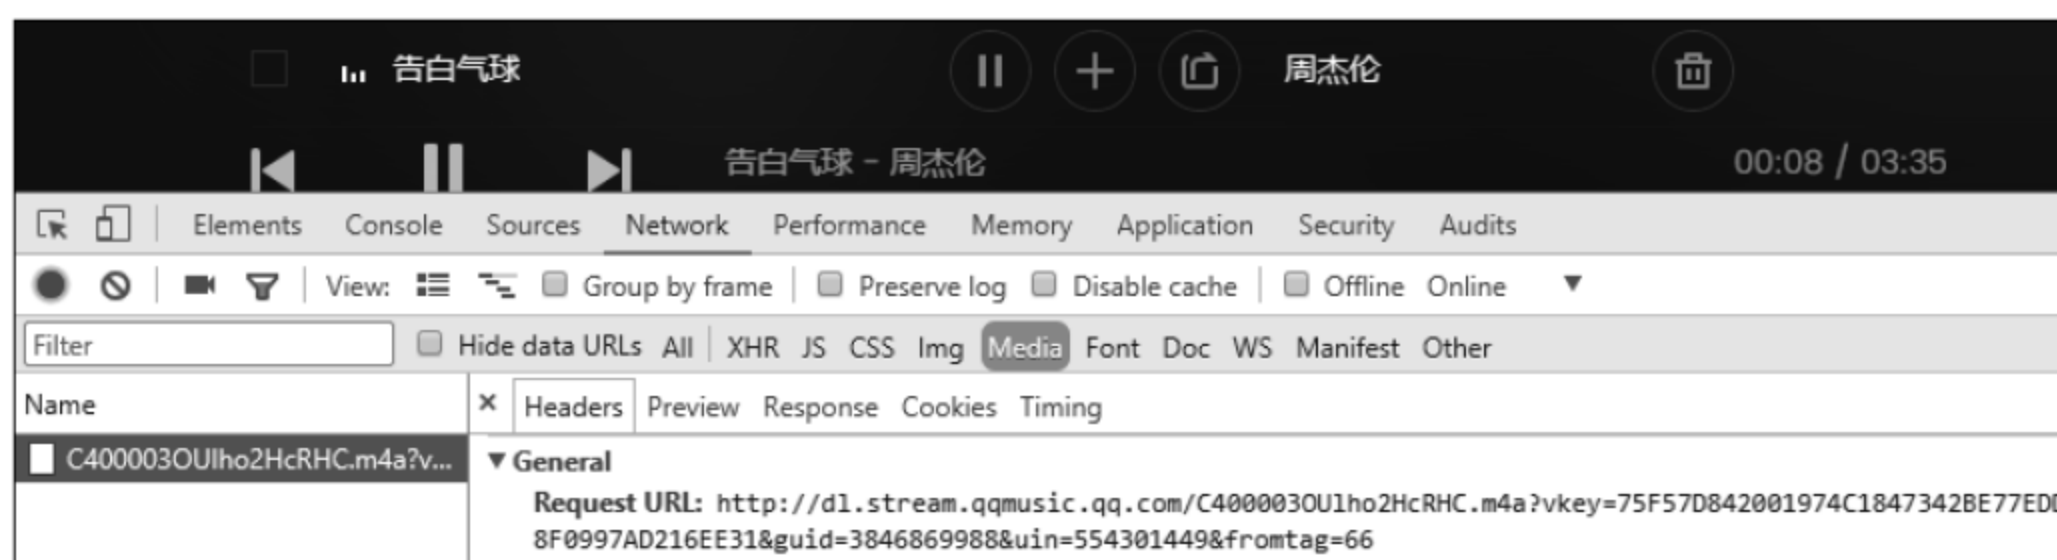 告白气球 周杰伦
告白气球 - 周杰伦 00:08 / 03:35
Elements Console Sources Network Performance Memory Application Security Audits
View: Group by frame Preserve log Disable cache Offline Online
Filter Hide data URLs All XHR JS CSS Img Media Font Doc WS Manifest Other
Name × Headers Preview Response Cookies Timing
C400003OUlho2HcRHC.m4a?v... ▼ General
Request URL: http://dl.stream.qqmusic.qq.com/C400003OUlho2HcRHC.m4a?vkey=75F57D842001974C1847342BE77EDD
8F0997AD216EE31&guid=3846869988&uin=554301449&fromtag=66